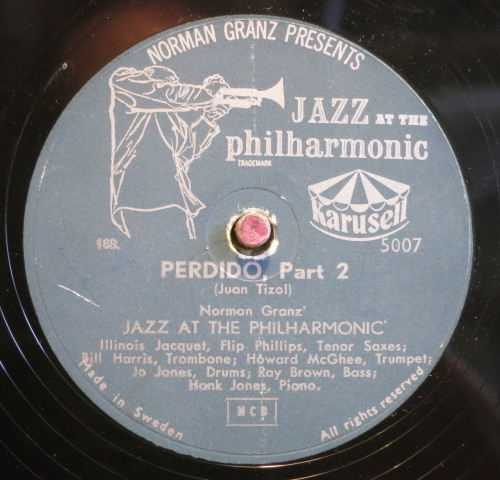 NORMAN GRANZ PRESENTS
JAZZ AT THE
philharmonic
TRADEMARK
Karusell
188.
5007
PERDIDO, Part 2
(Juan Tizol)
Norman Granz'
JAZZ AT THE PHILHARMONIC
Illinois Jacquet, Flip Phillips, Tenor Saxes;
Bill Harris, Trombone; Howard McGhee, Trumpet;
Jo Jones, Drums; Ray Brown, Bass;
Hank Jones, Piano.
NCB
Made in Sweden
All rights reserved